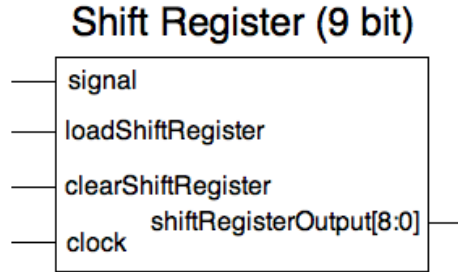 Shift Register (9 bit)
signal
loadShiftRegister
clearShiftRegister
shiftRegisterOutput[8:0]
clock